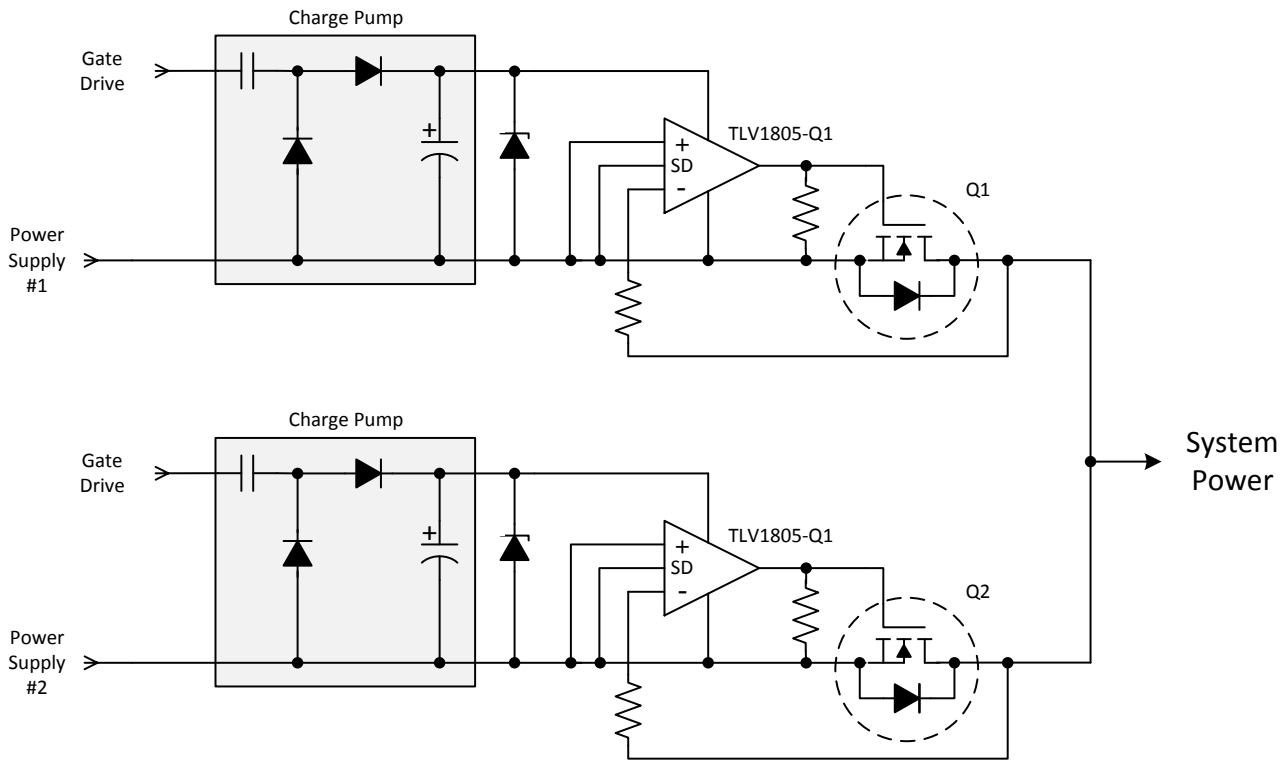 Charge Pump
Gate
Drive
+
TLV1805-Q1
+
SD
-
Q1
Power
Supply
#1
Charge Pump
Gate
Drive
+
TLV1805-Q1
+
SD
-
Q2
Power
Supply
#2
System
Power